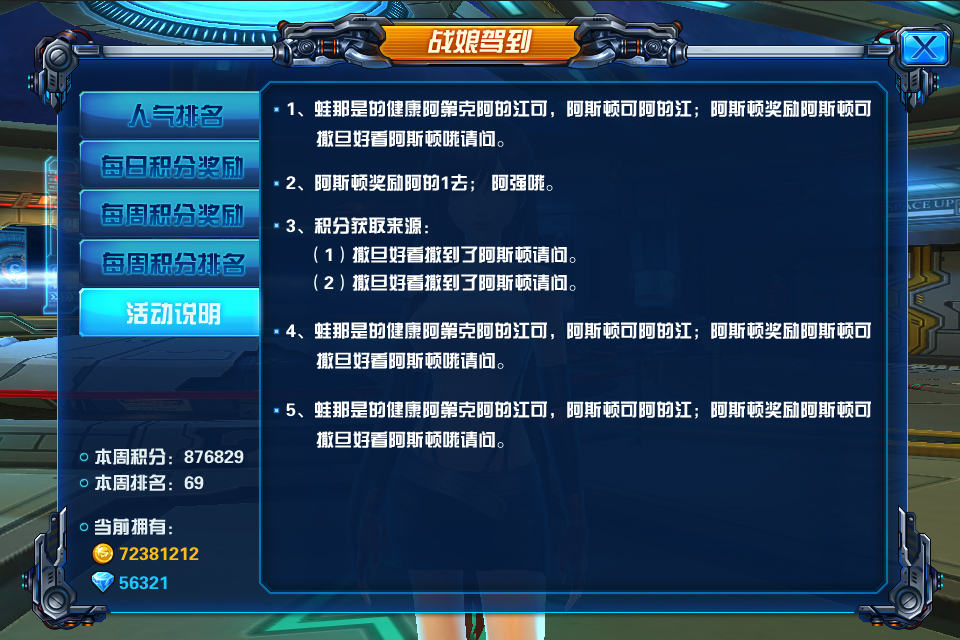 战娘驾到
人气排名
每日积分奖励
每周积分奖励
每周积分排名
活动说明
1、蛙那是的健康阿第克阿的江可，阿斯顿可阿的江；阿斯顿奖励阿斯顿可
撒旦好看阿斯顿哦请问。
2、阿斯顿奖励阿的1去； 阿强哦。
3、积分获取来源：
（1）撒旦好看撒到了阿斯顿请问。
（2）撒旦好看撒到了阿斯顿请问。
4、蛙那是的健康阿第克阿的江可，阿斯顿可阿的江；阿斯顿奖励阿斯顿可
撒旦好看阿斯顿哦请问。
5、蛙那是的健康阿第克阿的江可，阿斯顿可阿的江；阿斯顿奖励阿斯顿可
撒旦好看阿斯顿哦请问。
本周积分：876829
本周排名：69
当前拥有：
72381212
56321